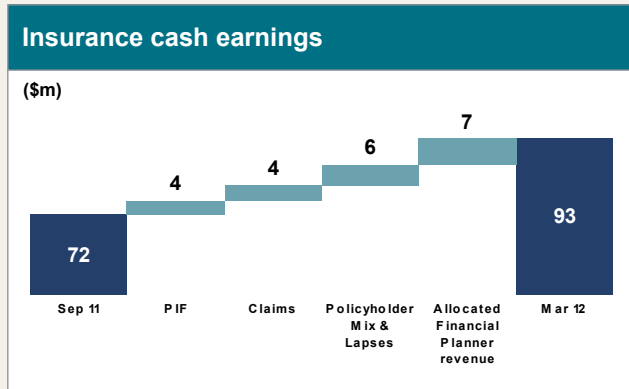 Insurance cash earnings
($m)
7
6
4
4
93
72
Sep 11
PIF
Claims
Policyholder
Mix &
Lapses
Allocated
Financial
Planner
revenue
Mar 12